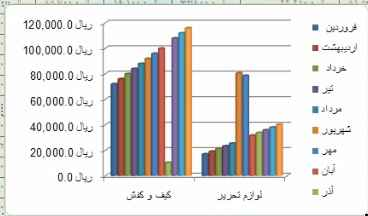 ریال 120,000.0
ریال 100,000.0
ریال 80,000.0
ریال 60,000.0
ریال 40,000.0
ریال 20,000.0
ریال 0.0
کیف و کفش
لوازم تحریر
فروردین
اردیبهشت
خرداد
تیر
مرداد
شهریور
مهر
آبان
آذر